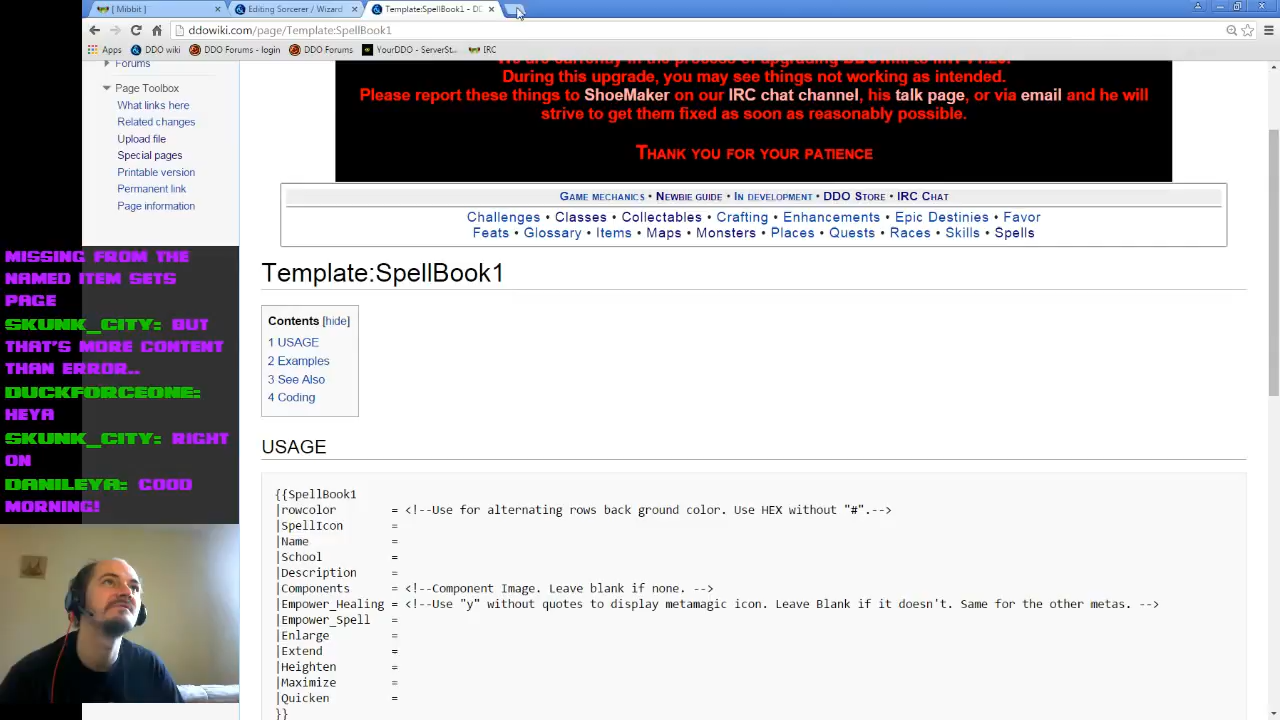 [ Mibbit ]
Editing Sorcerer / Wizard
Template:SpellBook1 - DD
ddowiki.com/page/Template:SpellBook1
Apps
DDO wiki
DDO Forums - login
DDO Forums
YourDDO - ServerSt...
IRC
Forums
Page Toolbox
What links here
Related changes
Upload file
Special pages
Printable version
Permanent link
Page information
During this upgrade, you may see things not working as intended.
Please report these things to ShoeMaker on our IRC chat channel, his talk page, or via email and he will
strive to get them fixed as soon as reasonably possible.
Thank you for your patience
Game mechanics • Newbie guide • In development • DDO Store • IRC Chat
Challenges • Classes • Collectables • Crafting • Enhancements • Epic Destinies • Favor
Feats • Glossary • Items • Maps • Monsters • Places • Quests • Races • Skills • Spells
Template:SpellBook1
Contents [hide]
1 USAGE
2 Examples
3 See Also
4 Coding
USAGE
{{SpellBook1
|rowcolor = <!--Use for alternating rows back ground color. Use HEX without "#".-->
|SpellIcon =
|Name =
|School =
|Description =
|Components = <!--Component Image. Leave blank if none. -->
|Empower_Healing = <!--Use "y" without quotes to display metamagic icon. Leave Blank if it doesn't. Same for the other metas. -->
|Empower_Spell =
|Enlarge =
|Extend =
|Heighten =
|Maximize =
|Quicken =
}}
MISSING FROM THE
NAMED ITEM SETS
PAGE
SKUNK_CITY: BUT
THAT'S MORE CONTENT
THAN ERROR..
DUCKFORCEONE:
HEYA
SKUNK_CITY: RIGHT
ON
DANILEYA: GOOD
MORNING!